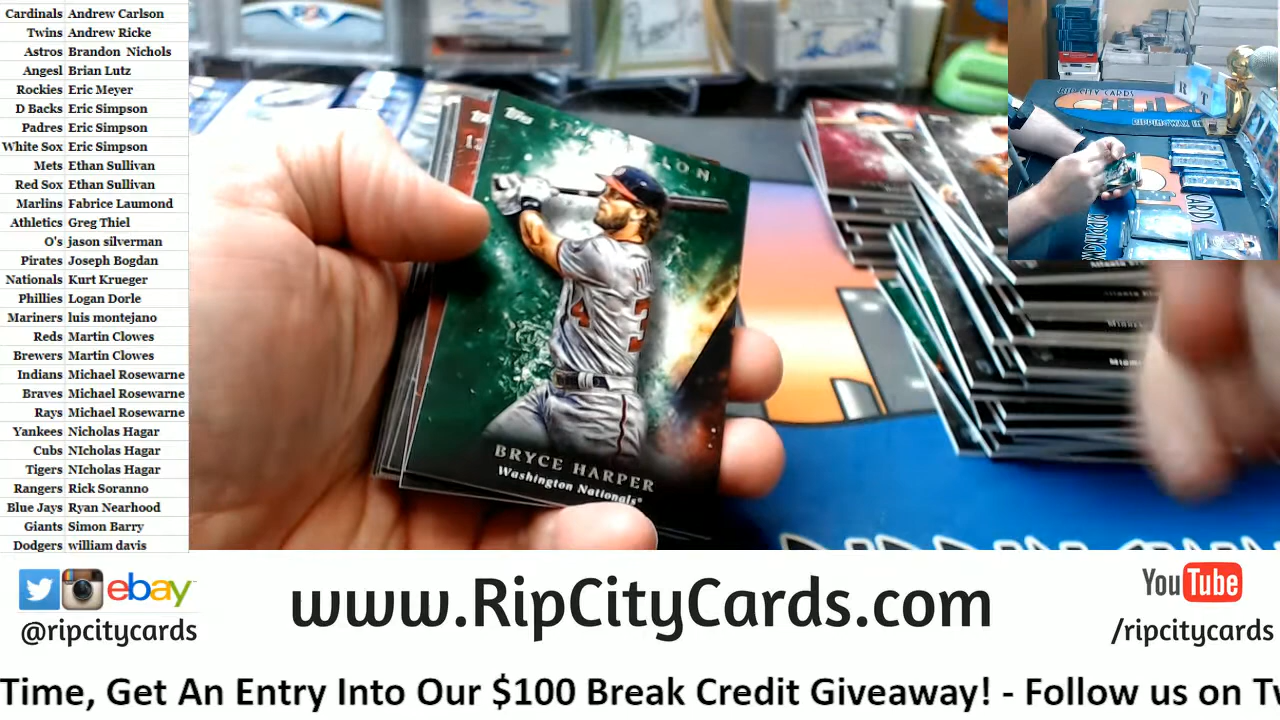 Cardinals Andrew Carlson
Twins Andrew Ricke
Astros Brandon Nichols
Angesl Brian Lutz
Rockies Eric Meyer
D Backs Eric Simpson
Padres Eric Simpson
White Sox Eric Simpson
Mets Ethan Sullivan
Red Sox Ethan Sullivan
Marlins Fabrice Laumond
Athletics Greg Thiel
O's jason silverman
Pirates Joseph Bogdan
Nationals Kurt Krueger
Phillies Logan Dorle
Mariners luis montejano
Reds Martin Clowes
Brewers Martin Clowes
Indians Michael Rosewarne
Braves Michael Rosewarne
Rays Michael Rosewarne
Yankees Nicholas Hagar
Cubs NIcholas Hagar
Tigers NIcholas Hagar
Rangers Rick Soranno
Blue Jays Ryan Nearhood
Giants Simon Barry
Dodgers william davis
Topps
BRYCE HARPER
Washington Nationals
RIP CITY CARDS
ebay
@ripcitycards
www.RipCityCards.com
YouTube
/ripcitycards
Time, Get An Entry Into Our $100 Break Credit Giveaway! - Follow us on Tw